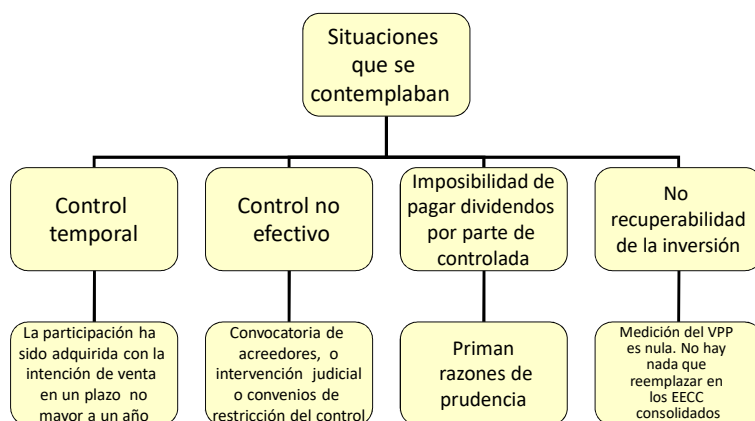 Situaciones
que se
contemplaban
Control
temporal
Control no
efectivo
Imposibilidad de
pagar dividendos
por parte de
controlada
No
recuperabilidad
de la inversión
La participación ha
sido adquirida con la
intención de venta
en un plazo no
mayor a un año
Convocatoria de
acreedores, o
intervención judicial
o convenios de
restricción del control
Priman
razones de
prudencia
Medición del VPP
es nula. No hay
nada que
reemplazar en
los EECC
consolidados